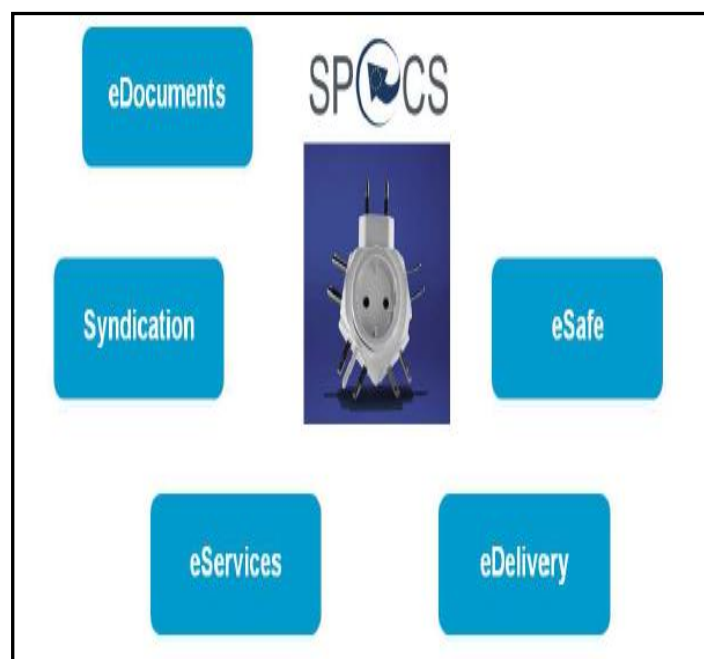 eDocuments
SPOCS
Syndication
eSafe
eServices
eDelivery